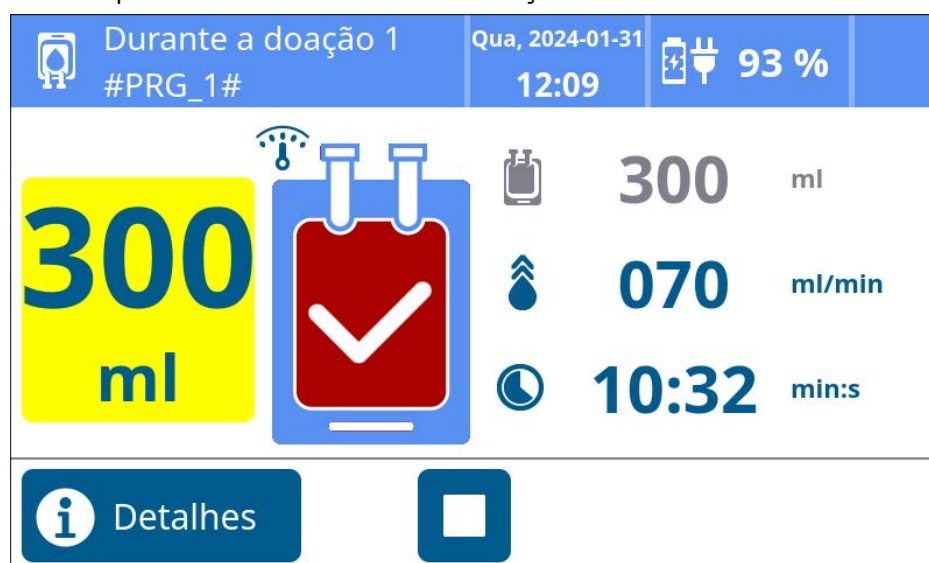 Durante a doação 1
#PRG_1#
Qua, 2024-01-31
12:09
93 %
300
ml
300 ml
070 ml/min
10:32 min:s
Detalhes